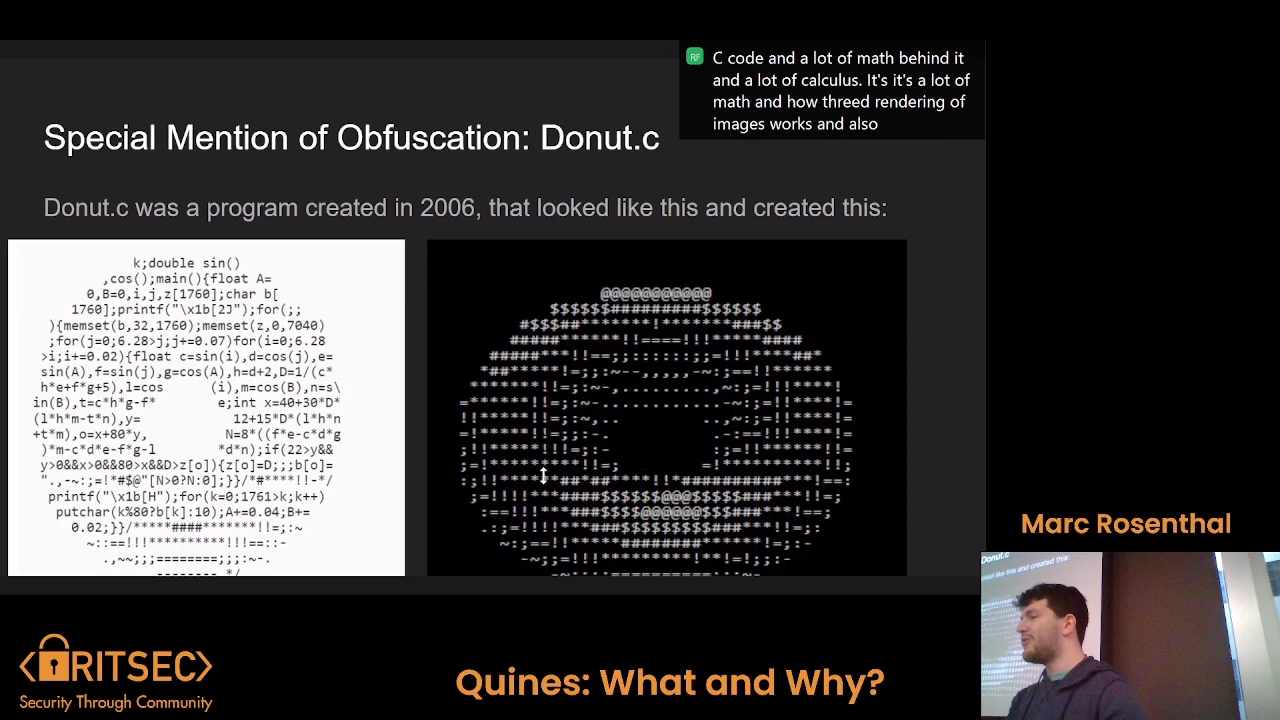 RF
C code and a lot of math behind it
and a lot of calculus. It's it's a lot of
math and how threed rendering of
images works and also
Special Mention of Obfuscation: Donut.c
Donut.c was a program created in 2006, that looked like this and created this:
k;double sin()
,cos();main(){float A=
0,B=0,i,j,z[1760];char b[
1760];printf("\x1b[2J");for(;;
){memset(b,32,1760);memset(z,0,7040)
;for(j=0;6.28>j;j+=0.07)for(i=0;6.28
>i;i+=0.02){float c=sin(i),d=cos(j),e=
sin(A),f=sin(j),g=cos(A),h=d+2,D=1/(c*
h*e+f*g+5),l=cos      (i),m=cos(B),n=s\
in(B),t=c*h*g-f*        e;int x=40+30*D*
(l*h*m-t*n),y=            12+15*D*(l*h*n
+t*m),o=x+80*y,          N=8*((f*e-c*d*g
)*m-c*d*e-f*g-l        *d*n);if(22>y&&
y>0&&x>0&&80>x&&D>z[o]){z[o]=D;;;b[o]=
".,-~:;=!*#$@"[N>0?N:0];}}/*#****!!-*/
printf("\x1b[H");for(k=0;1761>k;k++)
putchar(k%80?b[k]:10);A+=0.04;B+=
0.02;}}/*****####*******!!=;:~
~::==!!!**********!!!==::-
.,~~;;;========;;;:~-.
-------- */
Marc Rosenthal
Donut.c
RITSEC
Security Through Community
Quines: What and Why?